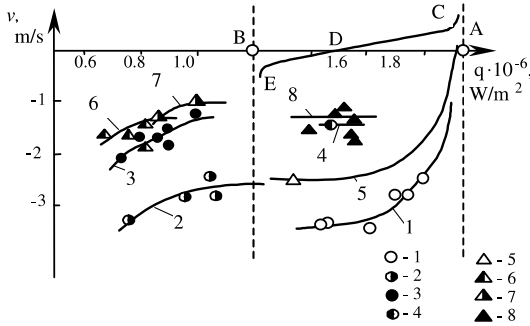 v,
m/s
C
B
D
A
0
0.6 0.8 1.0 1.6 1.8
q·10⁻⁶,
W/m²
E
7
-1
6
8
4
-2
3
5
-3
2
1
- 1 - 5
- 2 - 6
- 3 - 7
- 4 - 8